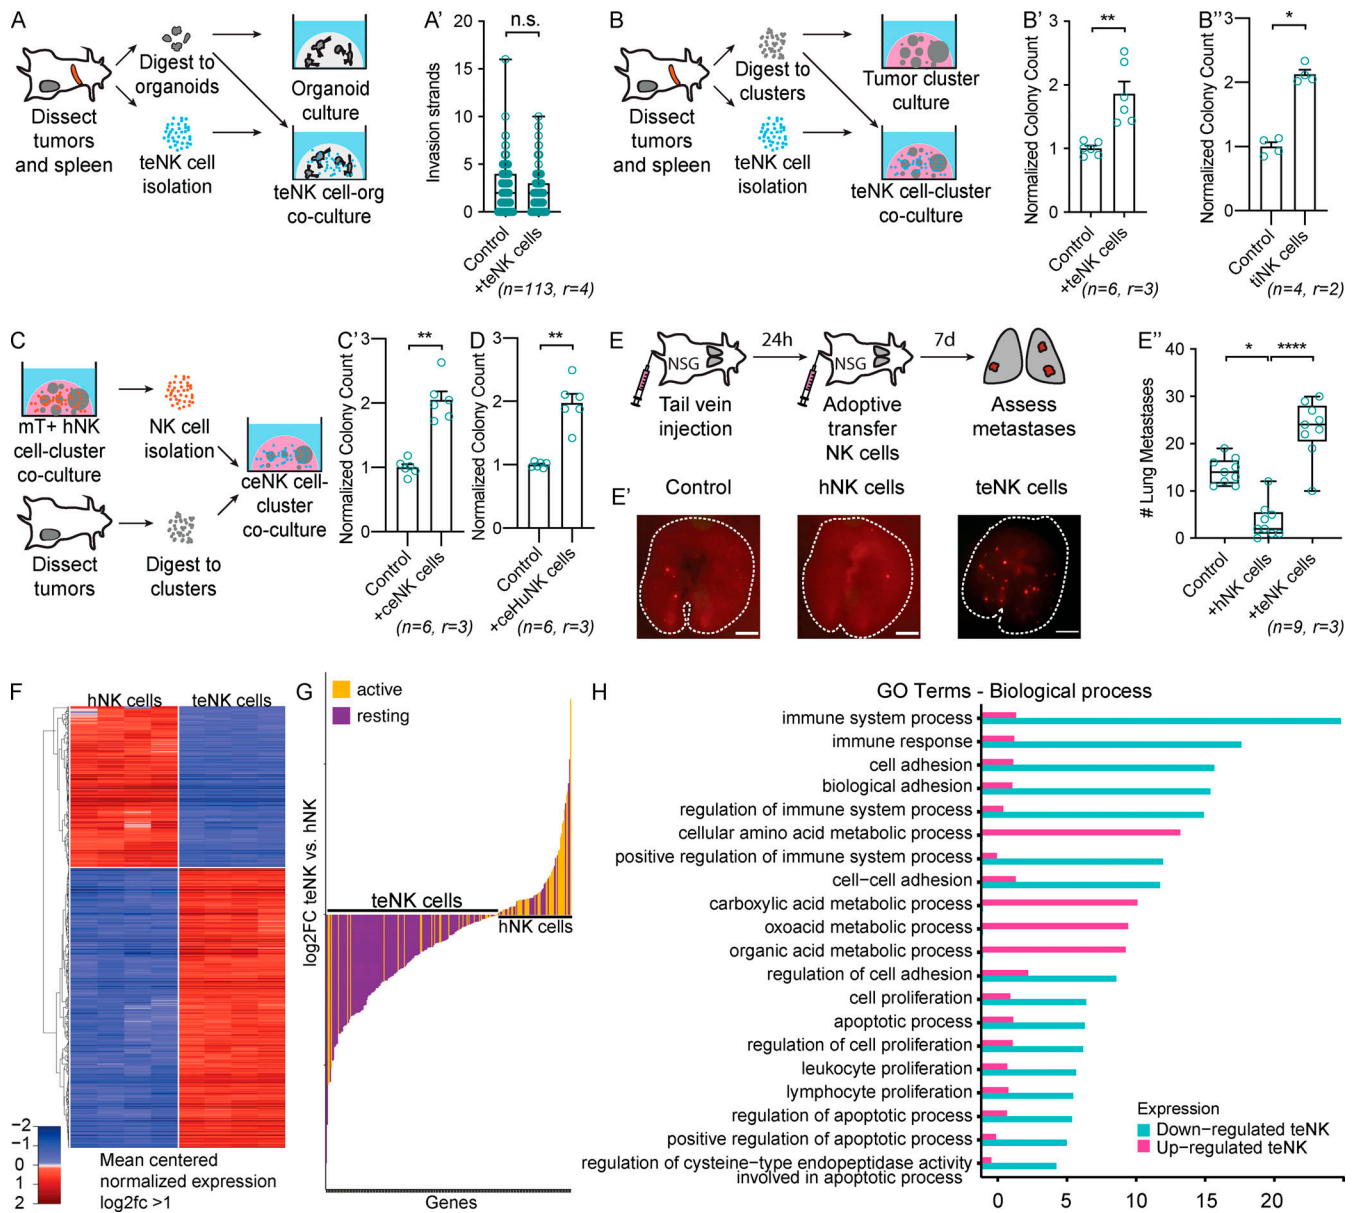 A
Digest to
organoids
Dissect
tumors
and spleen
teNK cell
isolation
Organoid
culture
teNK cell-org
co-culture
A'
n.s.
Invasion strands
20
15
10
5
0
Control
+teNK cells
(n=113, r=4)
B
Digest to
clusters
Dissect
tumors
and spleen
teNK cell
isolation
Tumor cluster
culture
teNK cell-cluster
co-culture
B'
**
Normalized Colony Count
3
2
1
0
Control
+teNK cells
(n=6, r=3)
B"
*
Normalized Colony Count
3
2
1
0
Control
tiNK cells
(n=4, r=2)
C
mT+ hNK
cell-cluster
co-culture
NK cell
isolation
Dissect
tumors
Digest to
clusters
ceNK cell-
cluster
co-culture
C'
**
Normalized Colony Count
3
2
1
0
Control
+ceNK cells
(n=6, r=3)
D
**
Normalized Colony Count
3
2
1
0
Control
+ceHuNK cells
(n=6, r=3)
E
NSG
24h
NSG
7d
Tail vein
injection
Adoptive
transfer
NK cells
Assess
metastases
E'
Control
hNK cells
teNK cells
E"
*
****
# Lung Metastases
40
30
20
10
0
Control
+hNK cells
+teNK cells
(n=9, r=3)
F
hNK cells
teNK cells
−2
−1
0
1
2
Mean centered
normalized expression
log2fc >1
G
active
resting
log2FC teNK vs. hNK
teNK cells
hNK cells
Genes
H
GO Terms - Biological process
immune system process
immune response
cell adhesion
biological adhesion
regulation of immune system process
cellular amino acid metabolic process
positive regulation of immune system process
cell−cell adhesion
carboxylic acid metabolic process
oxoacid metabolic process
organic acid metabolic process
regulation of cell adhesion
cell proliferation
apoptotic process
regulation of cell proliferation
leukocyte proliferation
lymphocyte proliferation
regulation of apoptotic process
positive regulation of apoptotic process
regulation of cysteine−type endopeptidase activity
involved in apoptotic process
Expression
Down−regulated teNK
Up−regulated teNK
0
5
10
15
20